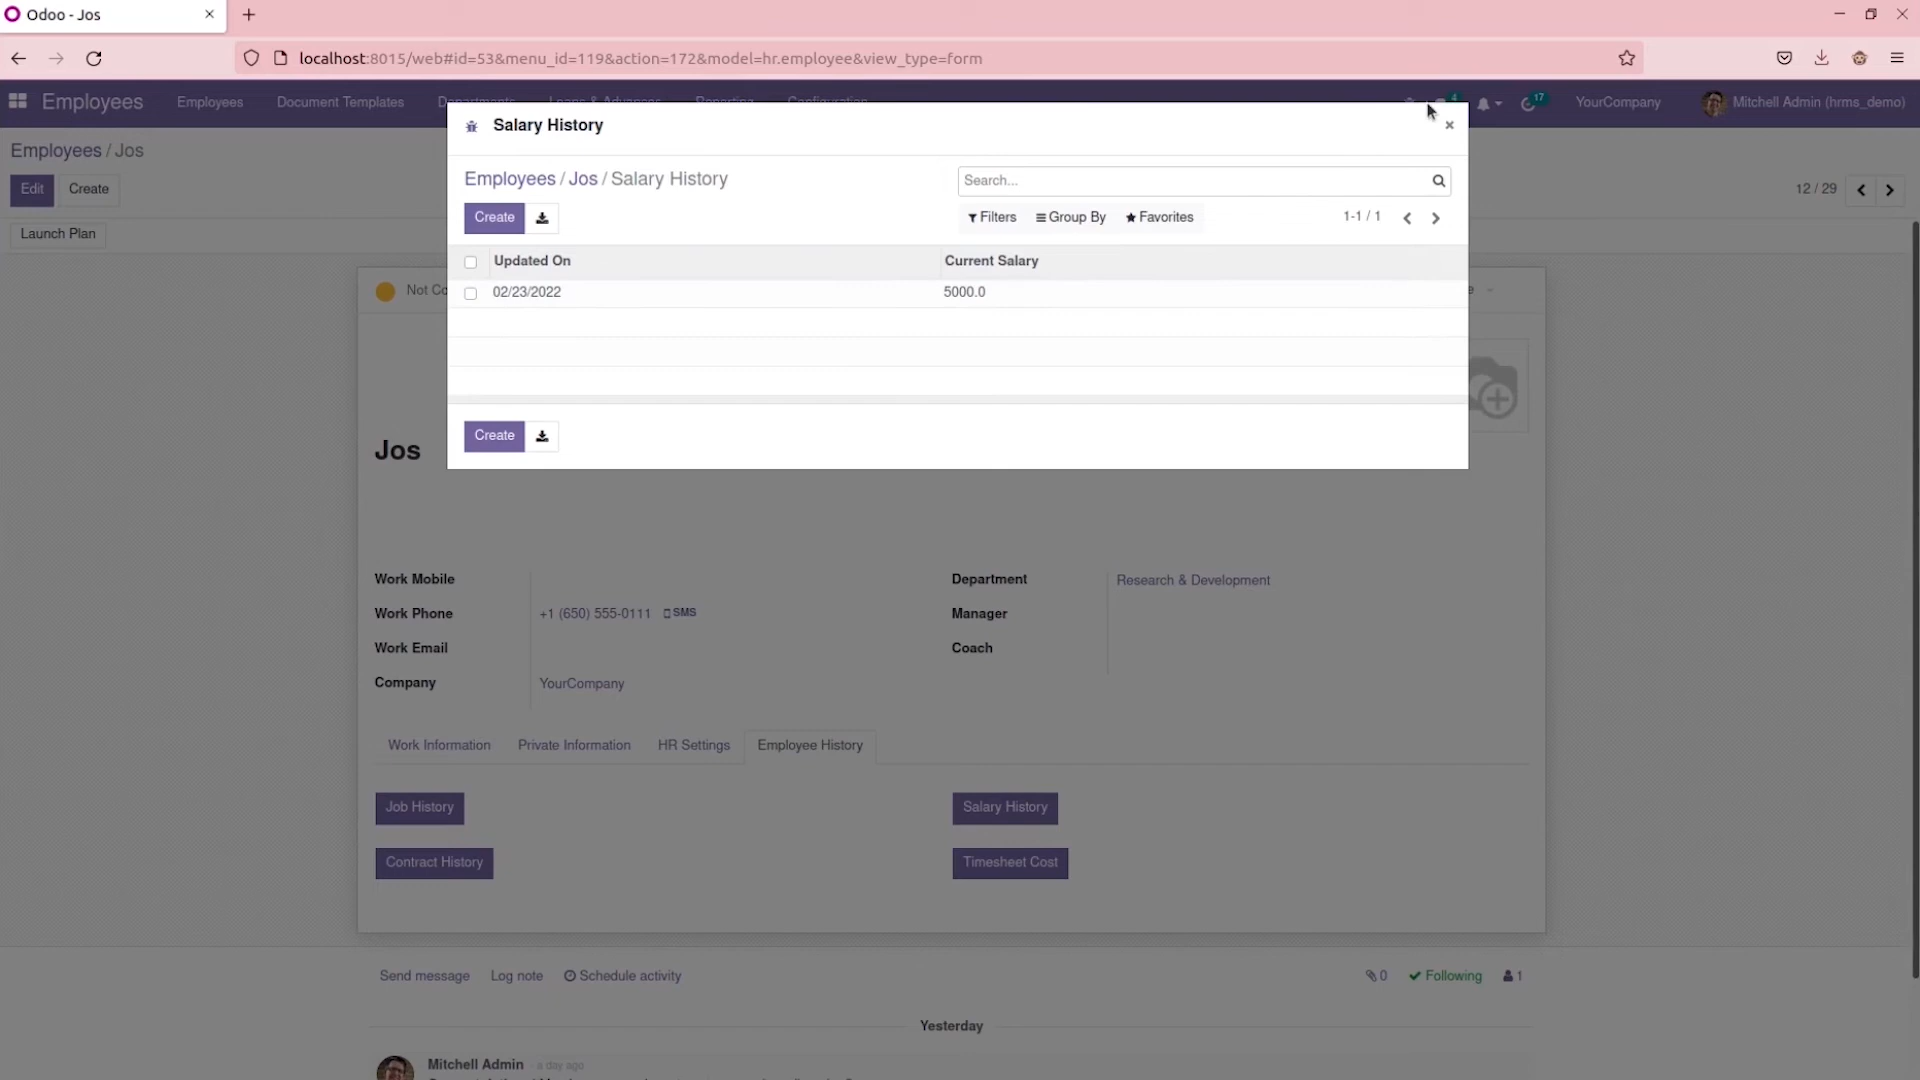 Odoo - Jos
localhost:8015/web#id=53&menu_id=119&action=172&model=hr.employee&view_type=form
Employees Employees Document Templates Departments Loans & Advances Reporting Configuration 4 17 YourCompany Mitchell Admin (hrms_demo)
Salary History
Employees / Jos
Employees / Jos / Salary History
Search...
Edit Create
12 / 29
Create
Filters Group By Favorites
1-1 / 1
Launch Plan
Updated On Current Salary
02/23/2022 5000.0
Not Co
Create
Jos
Work Mobile
Department Research & Development
Work Phone +1 (650) 555-0111 SMS
Manager
Work Email
Coach
Company YourCompany
Work Information Private Information HR Settings Employee History
Job History Salary History
Contract History Timesheet Cost
Send message Log note Schedule activity
0 Following 1
Yesterday
Mitchell Admin - a day ago